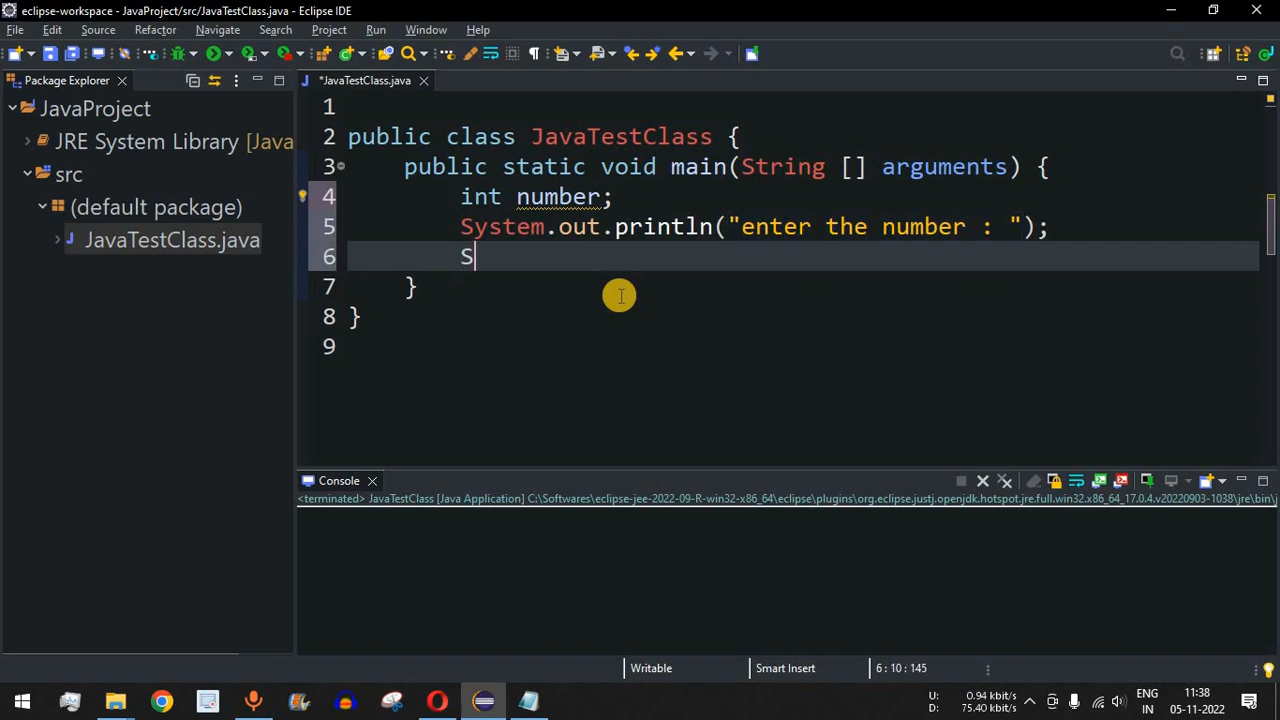 eclipse-workspace - JavaProject/src/JavaTestClass.java - Eclipse IDE
File Edit Source Refactor Navigate Search Project Run Window Help
Package Explorer
*JavaTestClass.java
JavaProject
JRE System Library [Java
src
(default package)
JavaTestClass.java
1
2 public class JavaTestClass {
3 public static void main(String [] arguments) {
4 int number;
5 System.out.println("enter the number : ");
6 S
7 }
8 }
9
Console
<terminated> JavaTestClass [Java Application] C:\Softwares\eclipse-jee-2022-09-R-win32-x86_64\eclipse\plugins\org.eclipse.justj.openjdk.hotspot.jre.full.win32.x86_64_17.0.4.v20220903-1038\jre\bin\j
Writable Smart Insert 6 : 10 : 145
U: 0.94 kbit/s
D: 75.40 kbit/s
ENG
IN
11:38
05-11-2022